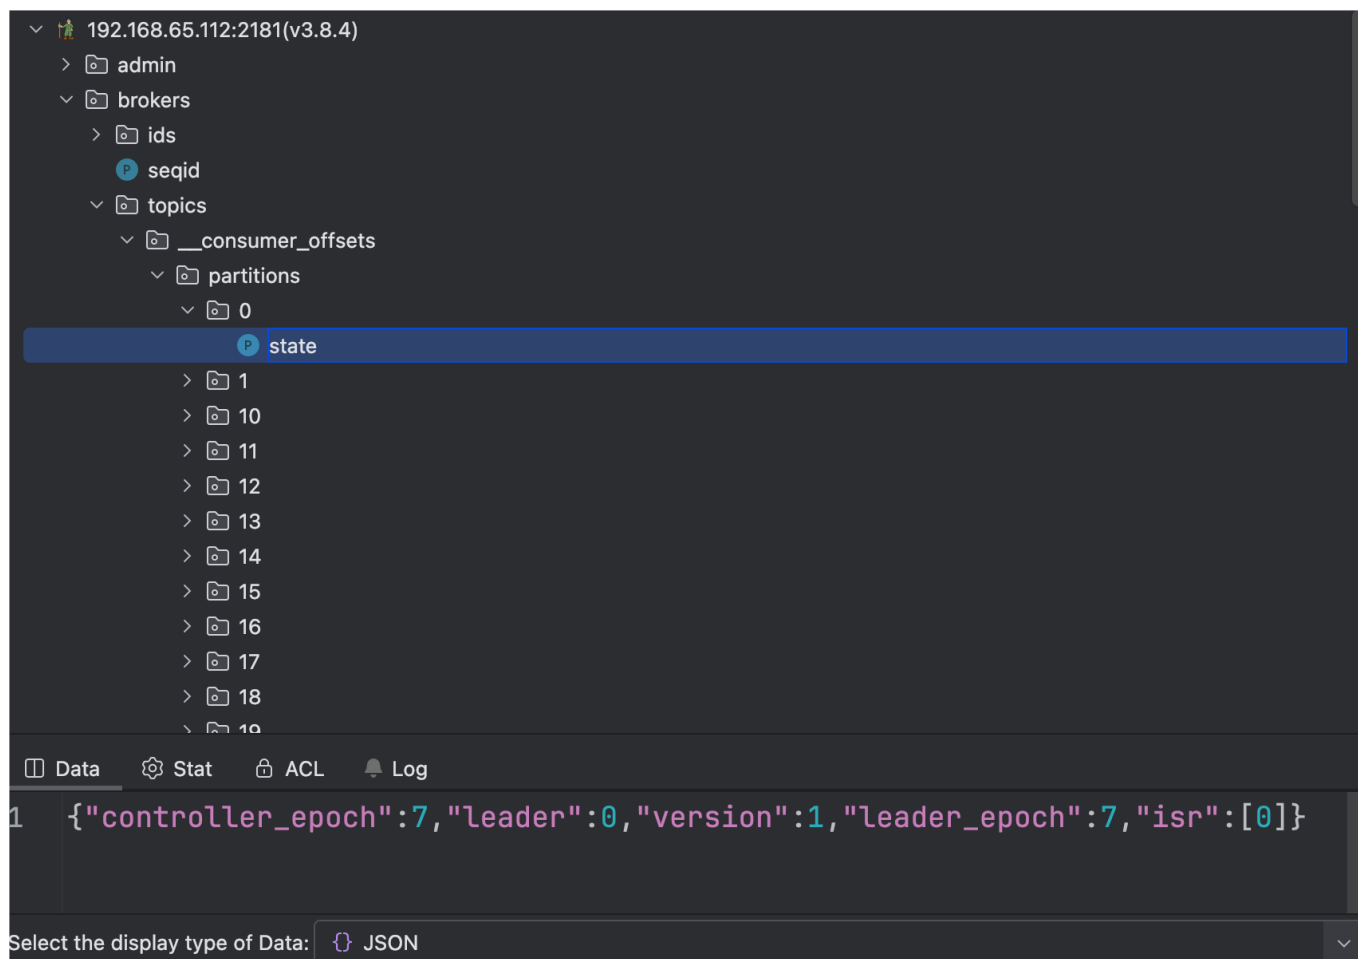 192.168.65.112:2181(v3.8.4)
admin
brokers
ids
P seqid
topics
__consumer_offsets
partitions
0
P state
1
10
11
12
13
14
15
16
17
18
19
Data Stat ACL Log
1 {"controller_epoch":7,"leader":0,"version":1,"leader_epoch":7,"isr":[0]}
Select the display type of Data: {} JSON